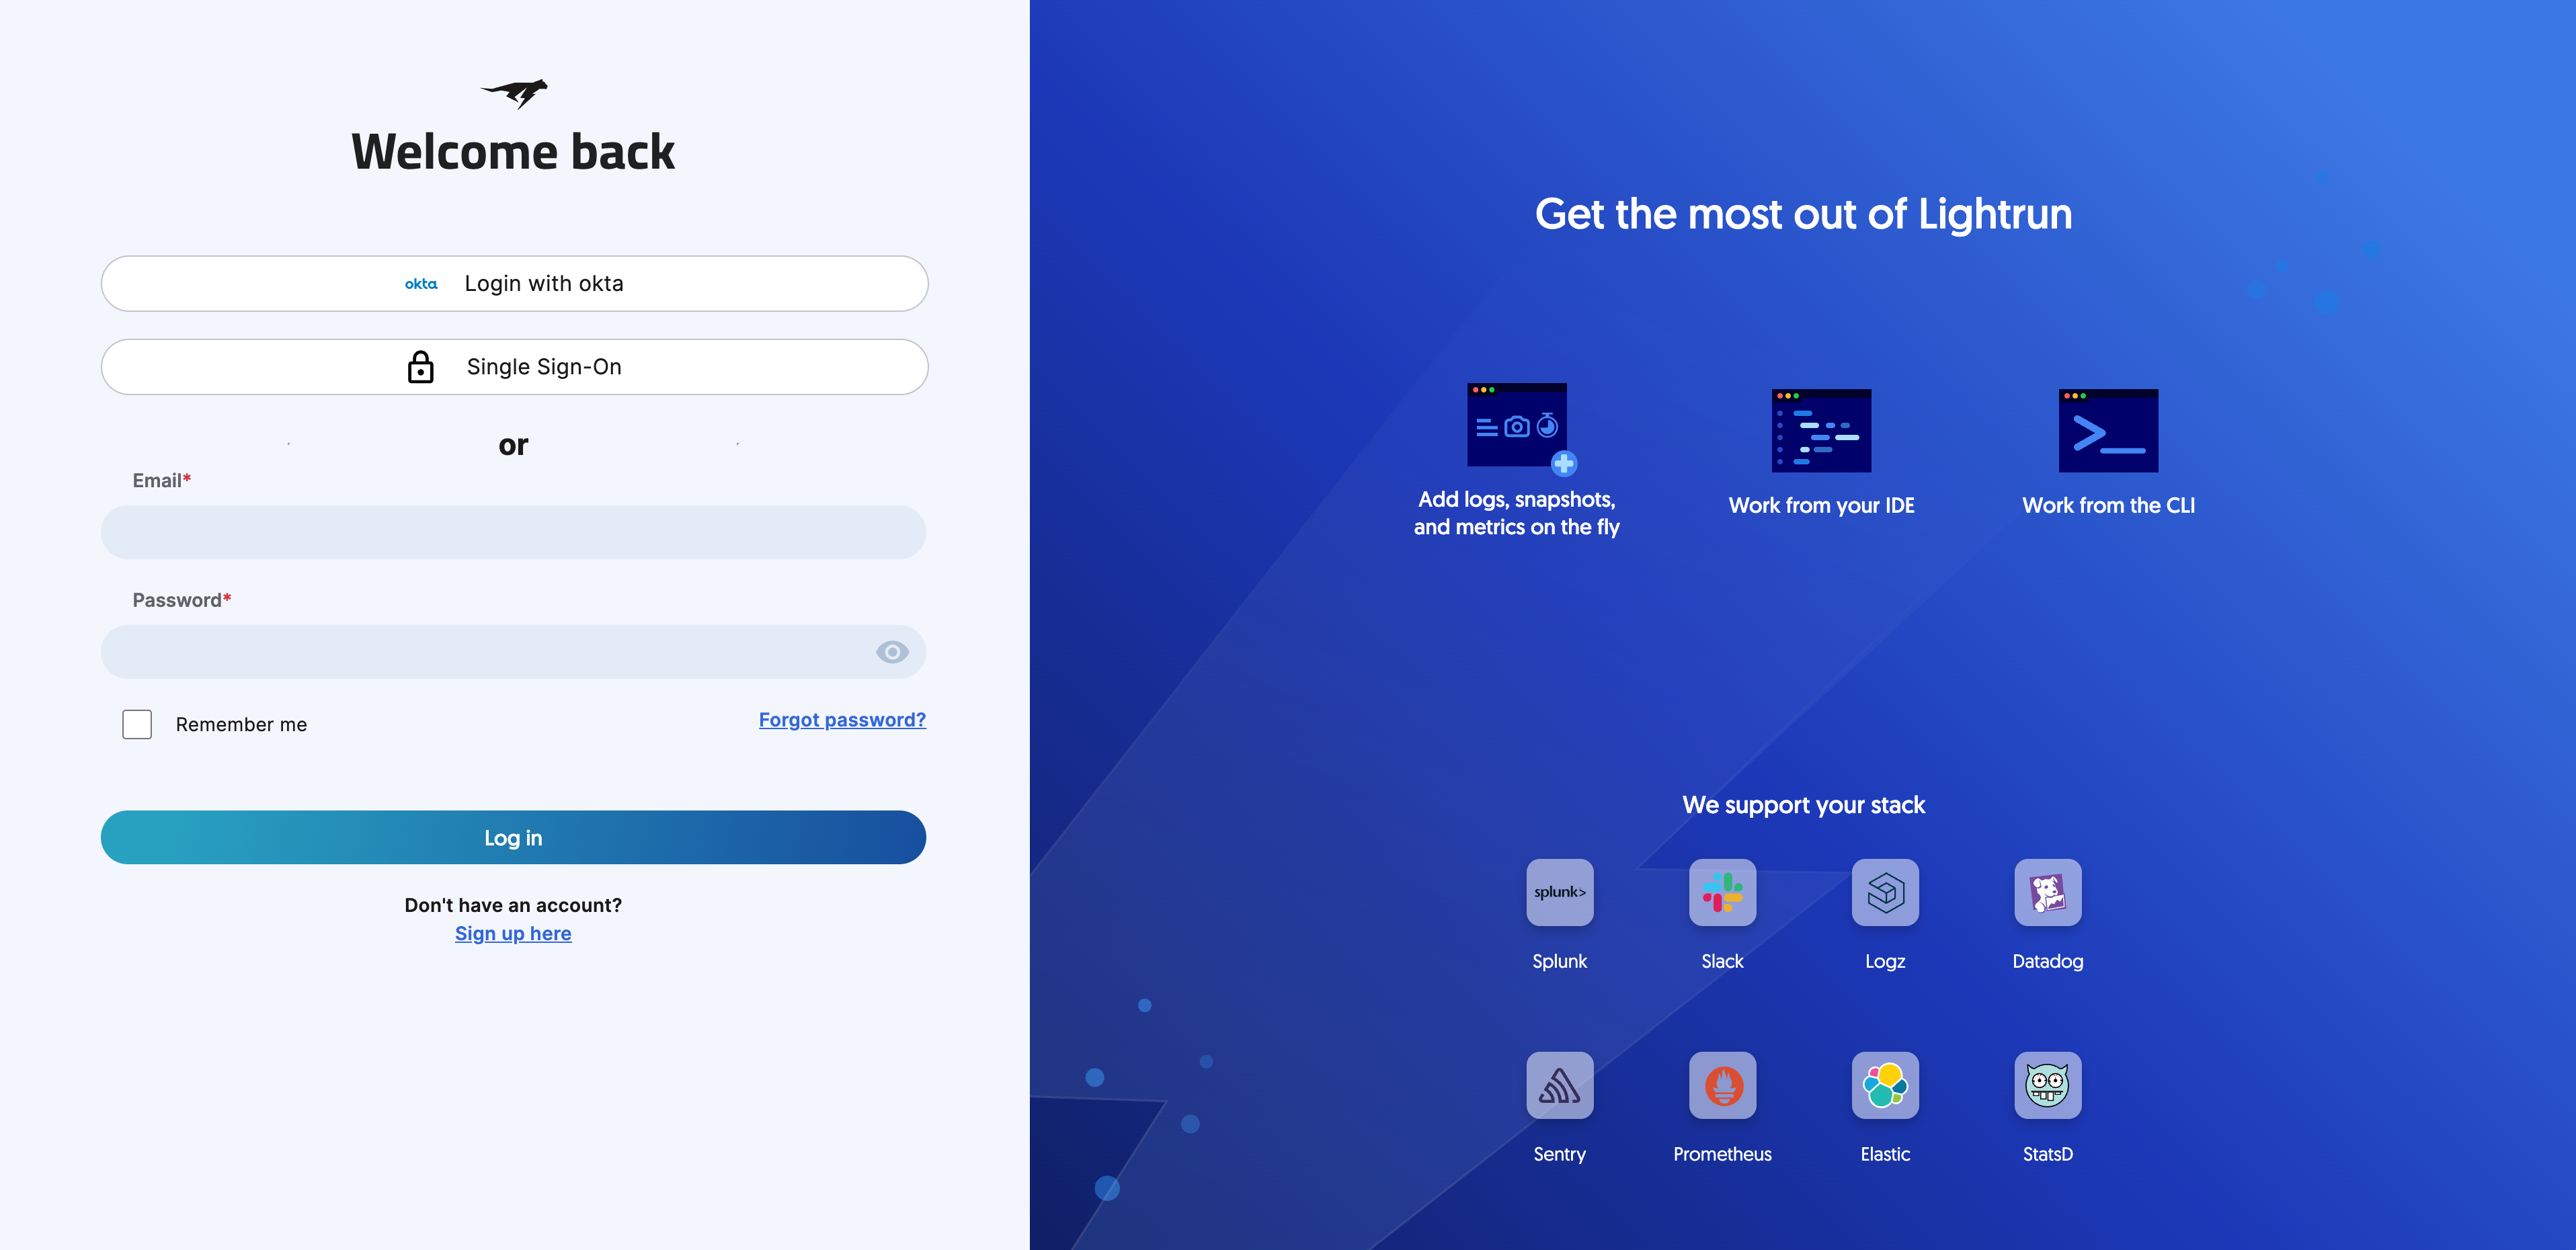 Welcome back
okta Login with okta
Single Sign-On
or
Email*
Password*
Remember me
Forgot password?
Log in
Don't have an account?
Sign up here
Get the most out of Lightrun
Add logs, snapshots,
and metrics on the fly
Work from your IDE
Work from the CLI
We support your stack
splunk>
Splunk
Slack
Logz
Datadog
Sentry
Prometheus
Elastic
StatsD